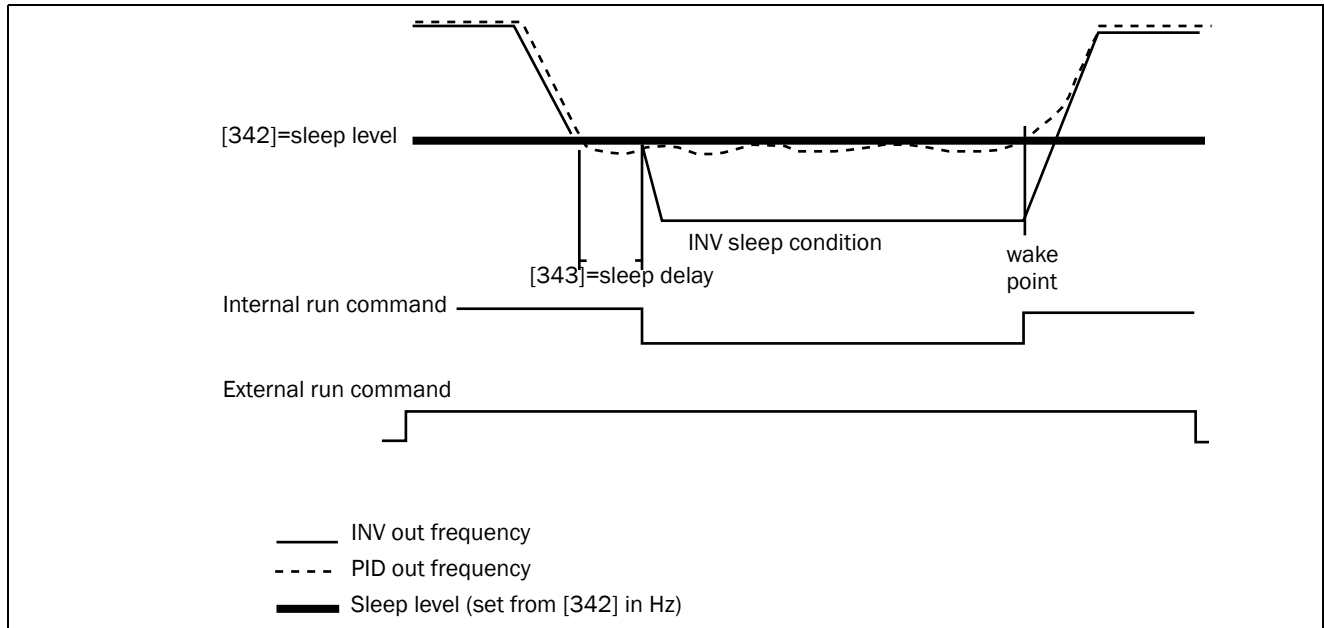 [342]=sleep level
INV sleep condition
[343]=sleep delay
wake
point
Internal run command
External run command
INV out frequency
PID out frequency
Sleep level (set from [342] in Hz)